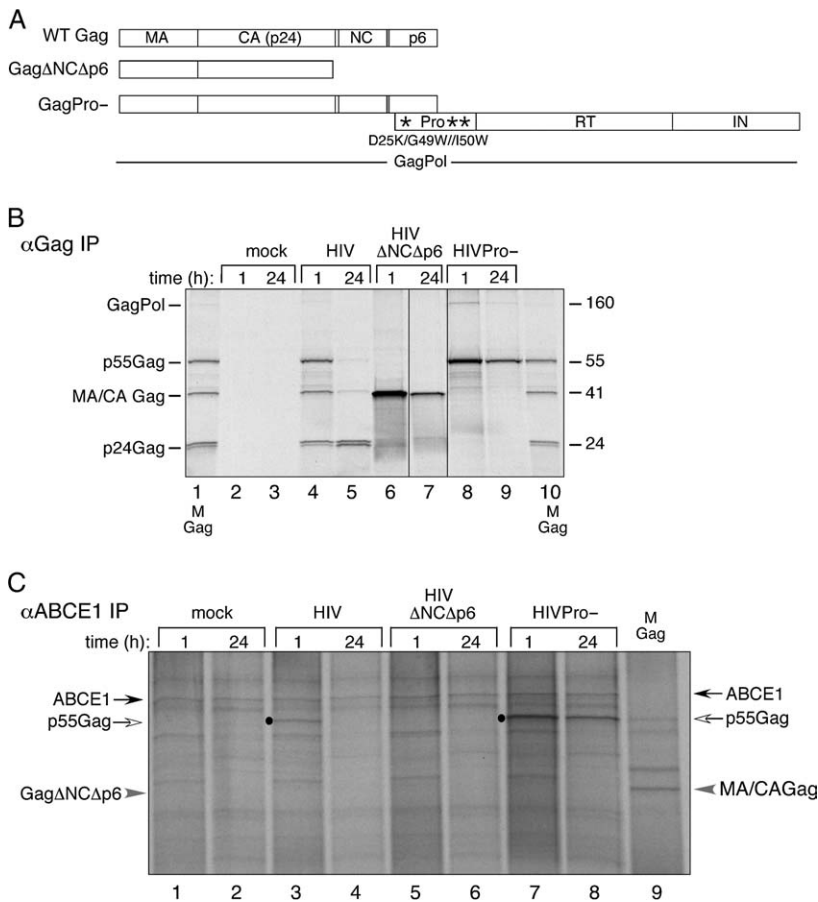 A
WT Gag MA CA (p24) NC p6
GagΔNCΔp6
GagPro–
* Pro ** RT IN
D25K/G49W//I50W
GagPol
B
αGag IP
mock HIV HIV ΔNCΔp6 HIVPro–
time (h): 1 24 1 24 1 24 1 24
GagPol 160
p55Gag 55
MA/CA Gag 41
p24Gag 24
1 2 3 4 5 6 7 8 9 10
M Gag M Gag
C
αABCE1 IP
mock HIV HIV ΔNCΔp6 HIVPro– M Gag
time (h): 1 24 1 24 1 24 1 24
ABCE1 ABCE1
p55Gag p55Gag
GagΔNCΔp6 MA/CAGag
1 2 3 4 5 6 7 8 9